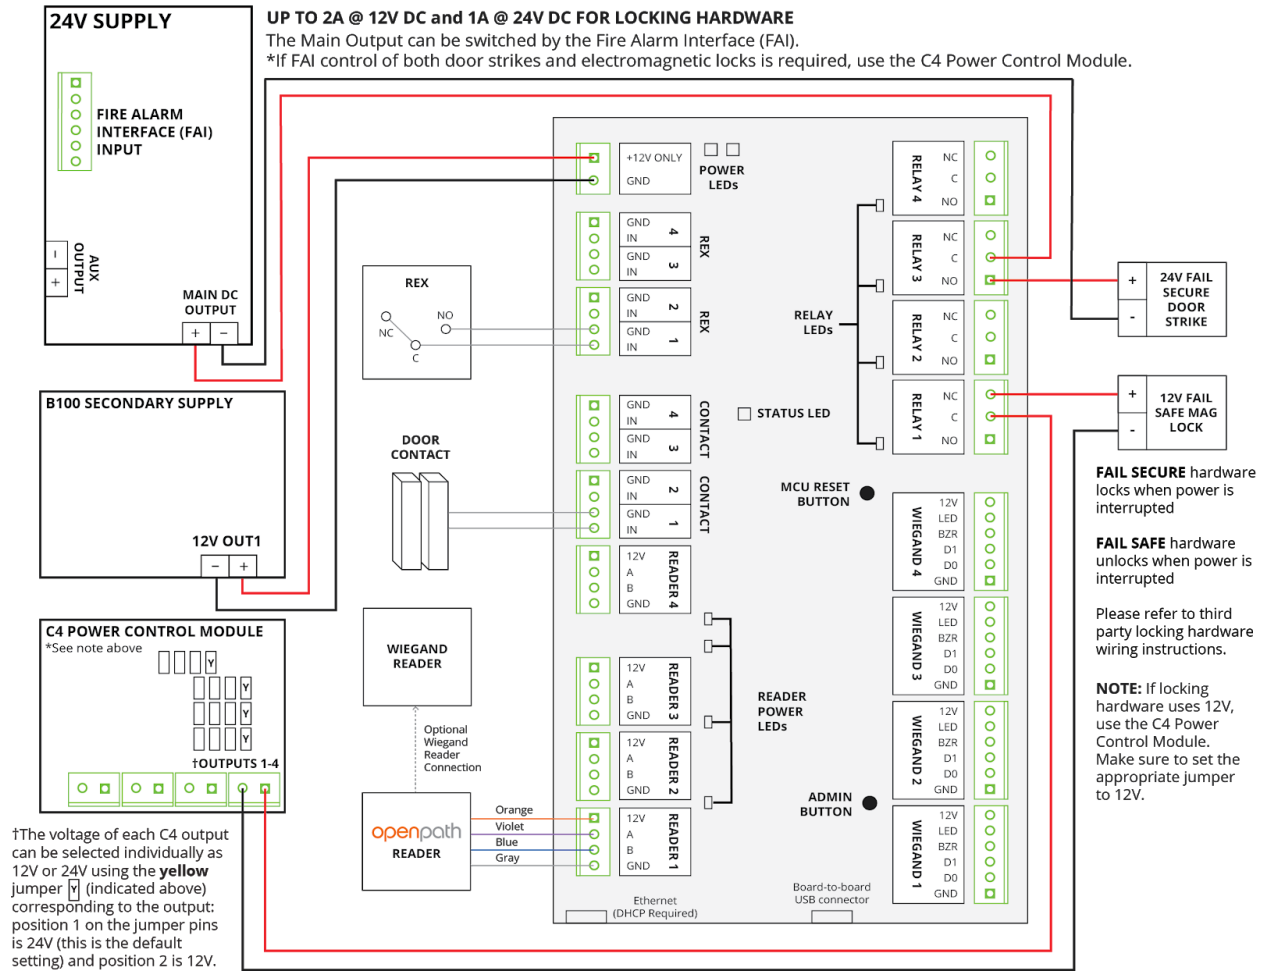 24V SUPPLY
UP TO 2A @ 12V DC and 1A @ 24V DC FOR LOCKING HARDWARE
The Main Output can be switched by the Fire Alarm Interface (FAI).
*If FAI control of both door strikes and electromagnetic locks is required, use the C4 Power Control Module.
FIRE ALARM
INTERFACE (FAI)
INPUT
AUX
OUTPUT
−
+
MAIN DC
OUTPUT
+
−
B100 SECONDARY SUPPLY
12V OUT1
−
+
C4 POWER CONTROL MODULE
*See note above
Y
Y
Y
Y
†OUTPUTS 1-4
†The voltage of each C4 output
can be selected individually as
12V or 24V using the yellow
jumper Y (indicated above)
corresponding to the output:
position 1 on the jumper pins
is 24V (this is the default
setting) and position 2 is 12V.
REX
NO
NC
C
DOOR
CONTACT
WIEGAND
READER
Optional
Wiegand
Reader
Connection
openpath
READER
Orange
Violet
Blue
Gray
+12V ONLY
GND
POWER
LEDs
GND
IN
4
GND
IN
3
REX
GND
IN
2
GND
IN
1
REX
GND
IN
4
GND
IN
3
CONTACT
GND
IN
2
GND
IN
1
CONTACT
12V
A
B
GND
READER 4
12V
A
B
GND
READER 3
12V
A
B
GND
READER 2
12V
A
B
GND
READER 1
Ethernet
(DHCP Required)
RELAY
LEDs
STATUS LED
MCU RESET
BUTTON
READER
POWER
LEDs
ADMIN
BUTTON
Board-to-board
USB connector
RELAY 4
NC
C
NO
RELAY 3
NC
C
NO
RELAY 2
NC
C
NO
RELAY 1
NC
C
NO
WIEGAND 4
12V
LED
BZR
D1
D0
GND
WIEGAND 3
12V
LED
BZR
D1
D0
GND
WIEGAND 2
12V
LED
BZR
D1
D0
GND
WIEGAND 1
12V
LED
BZR
D1
D0
GND
+
-
24V FAIL
SECURE
DOOR
STRIKE
+
-
12V FAIL
SAFE MAG
LOCK
FAIL SECURE hardware
locks when power is
interrupted
FAIL SAFE hardware
unlocks when power is
interrupted
Please refer to third
party locking hardware
wiring instructions.
NOTE: If locking
hardware uses 12V,
use the C4 Power
Control Module.
Make sure to set the
appropriate jumper
to 12V.